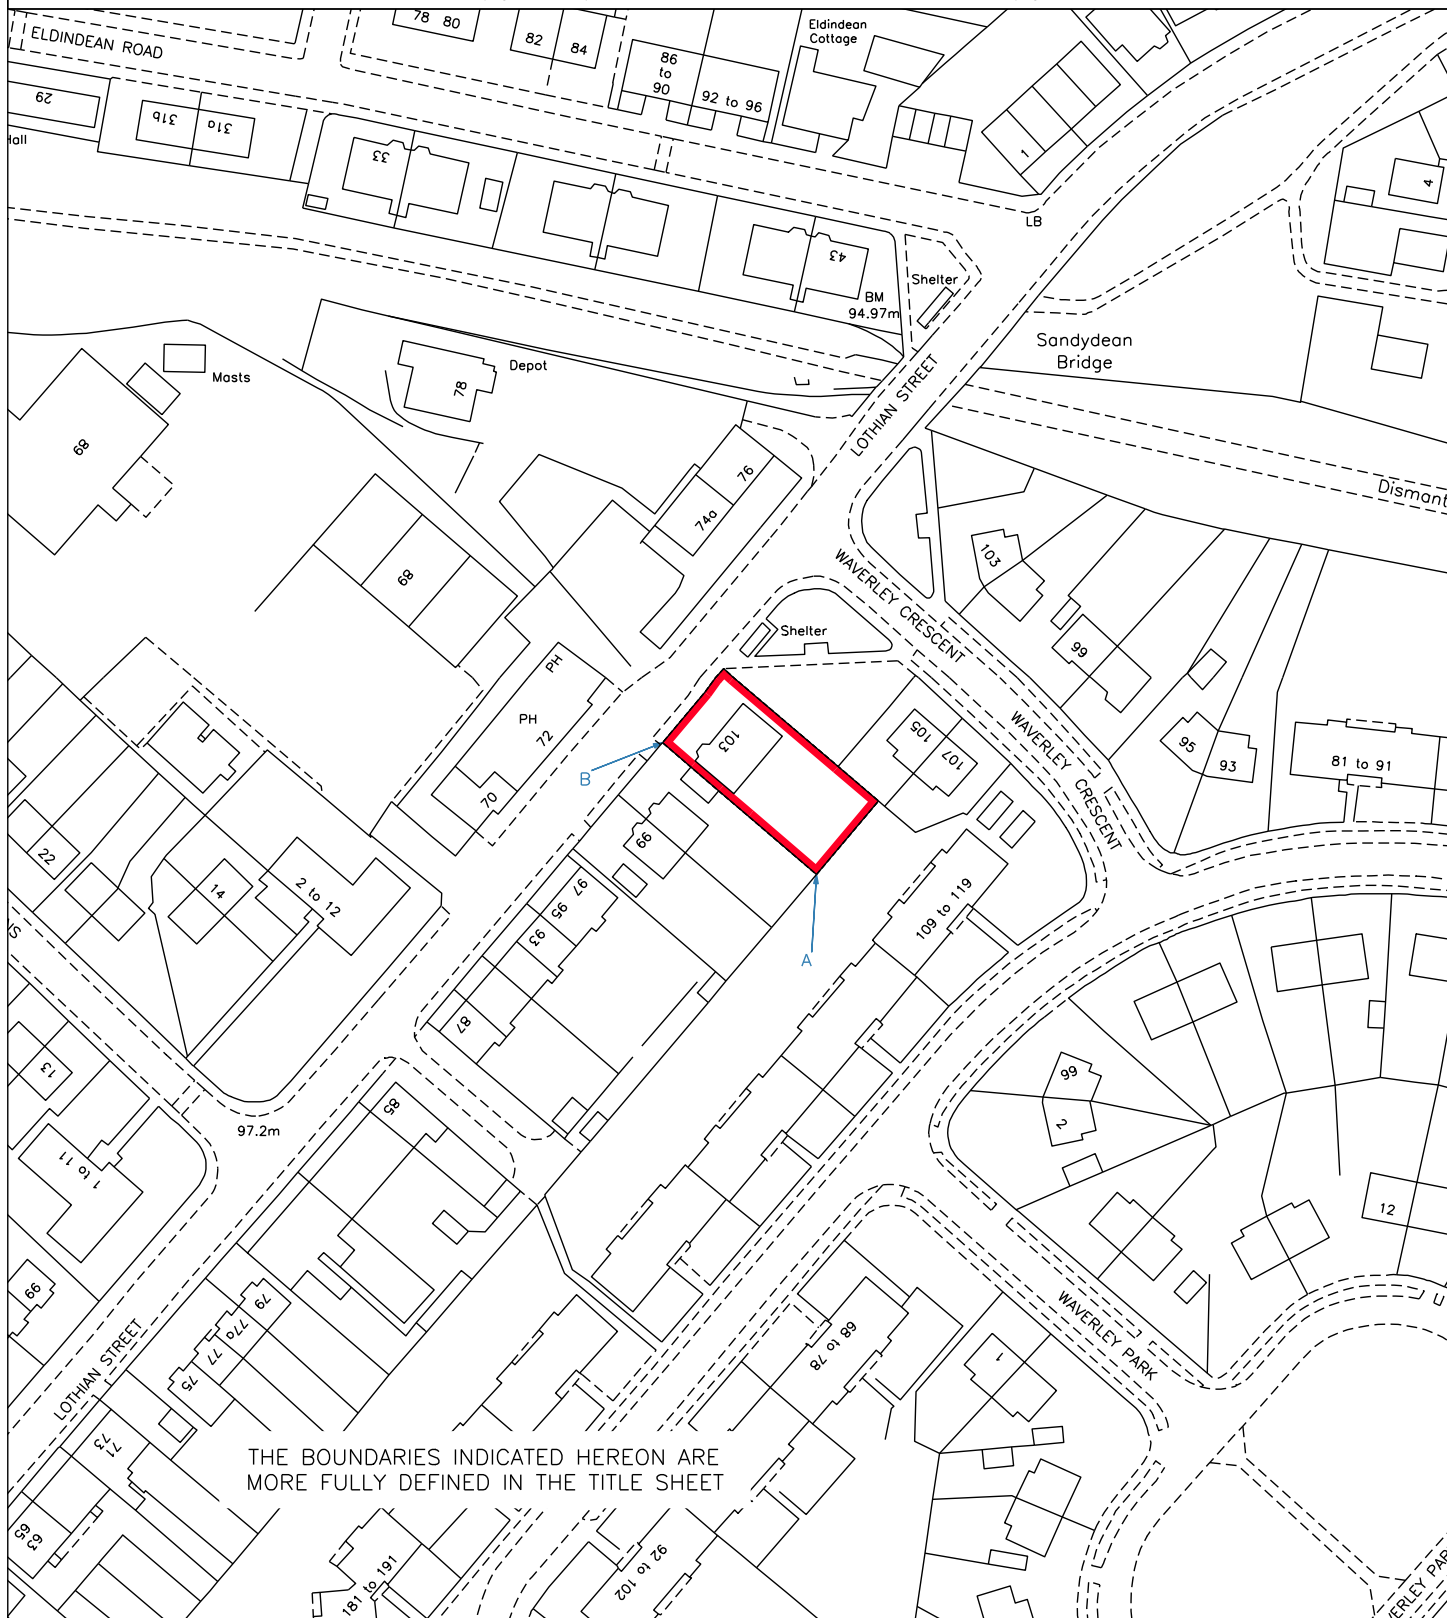 ELDINDEAN ROAD
78 80
82
84
86
to
90
92 to 96
Eldindean
Cottage
1
4
29
Hall
31b
31a
33
43
LB
Shelter
BM
94.97m
Sandydean
Bridge
Masts
78
Depot
LOTHIAN STREET
68
76
74a
68
Dismant
103
WAVERLEY CRESCENT
99
Shelter
PH
PH
72
70
103
B
105
107
WAVERLEY CRESCENT
95
93
81 to 91
99
22
14
2 to 12
97
95
93
87
109 to 119
A
13
85
97.2m
1 to 11
99
2
12
99
79
77a
77
75
LOTHIAN STREET
68 to 78
WAVERLEY PARK
1
73
71
THE BOUNDARIES INDICATED HEREON ARE
MORE FULLY DEFINED IN THE TITLE SHEET
65
63
181 to 191
92 to 102
VERLEY PAR